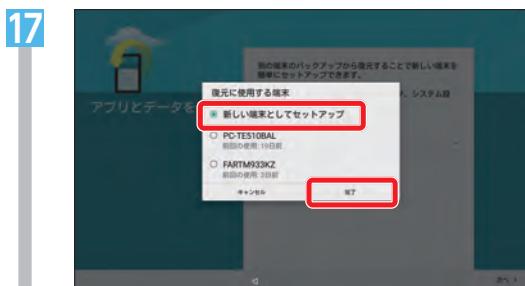 17
別の端末のバックアップから復元することで新しい端末を
簡単にセットアップできます。
アプリとデータを
復元に使用する端末
、システム設
新しい端末としてセットアップ
PC-TE510BAL
前回の使用: 19日前
FARTM933KZ
前回の使用: 3日前
キャンセル
完了
次へ